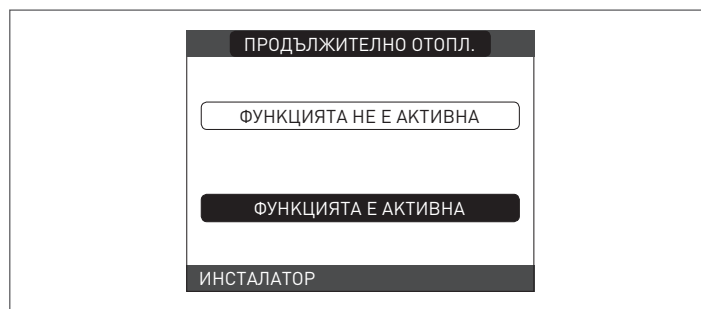 ПРОДЪЛЖИТЕЛНО ОТОПЛ.
ФУНКЦИЯТА НЕ Е АКТИВНА
ФУНКЦИЯТА Е АКТИВНА
ИНСТАЛАТОР